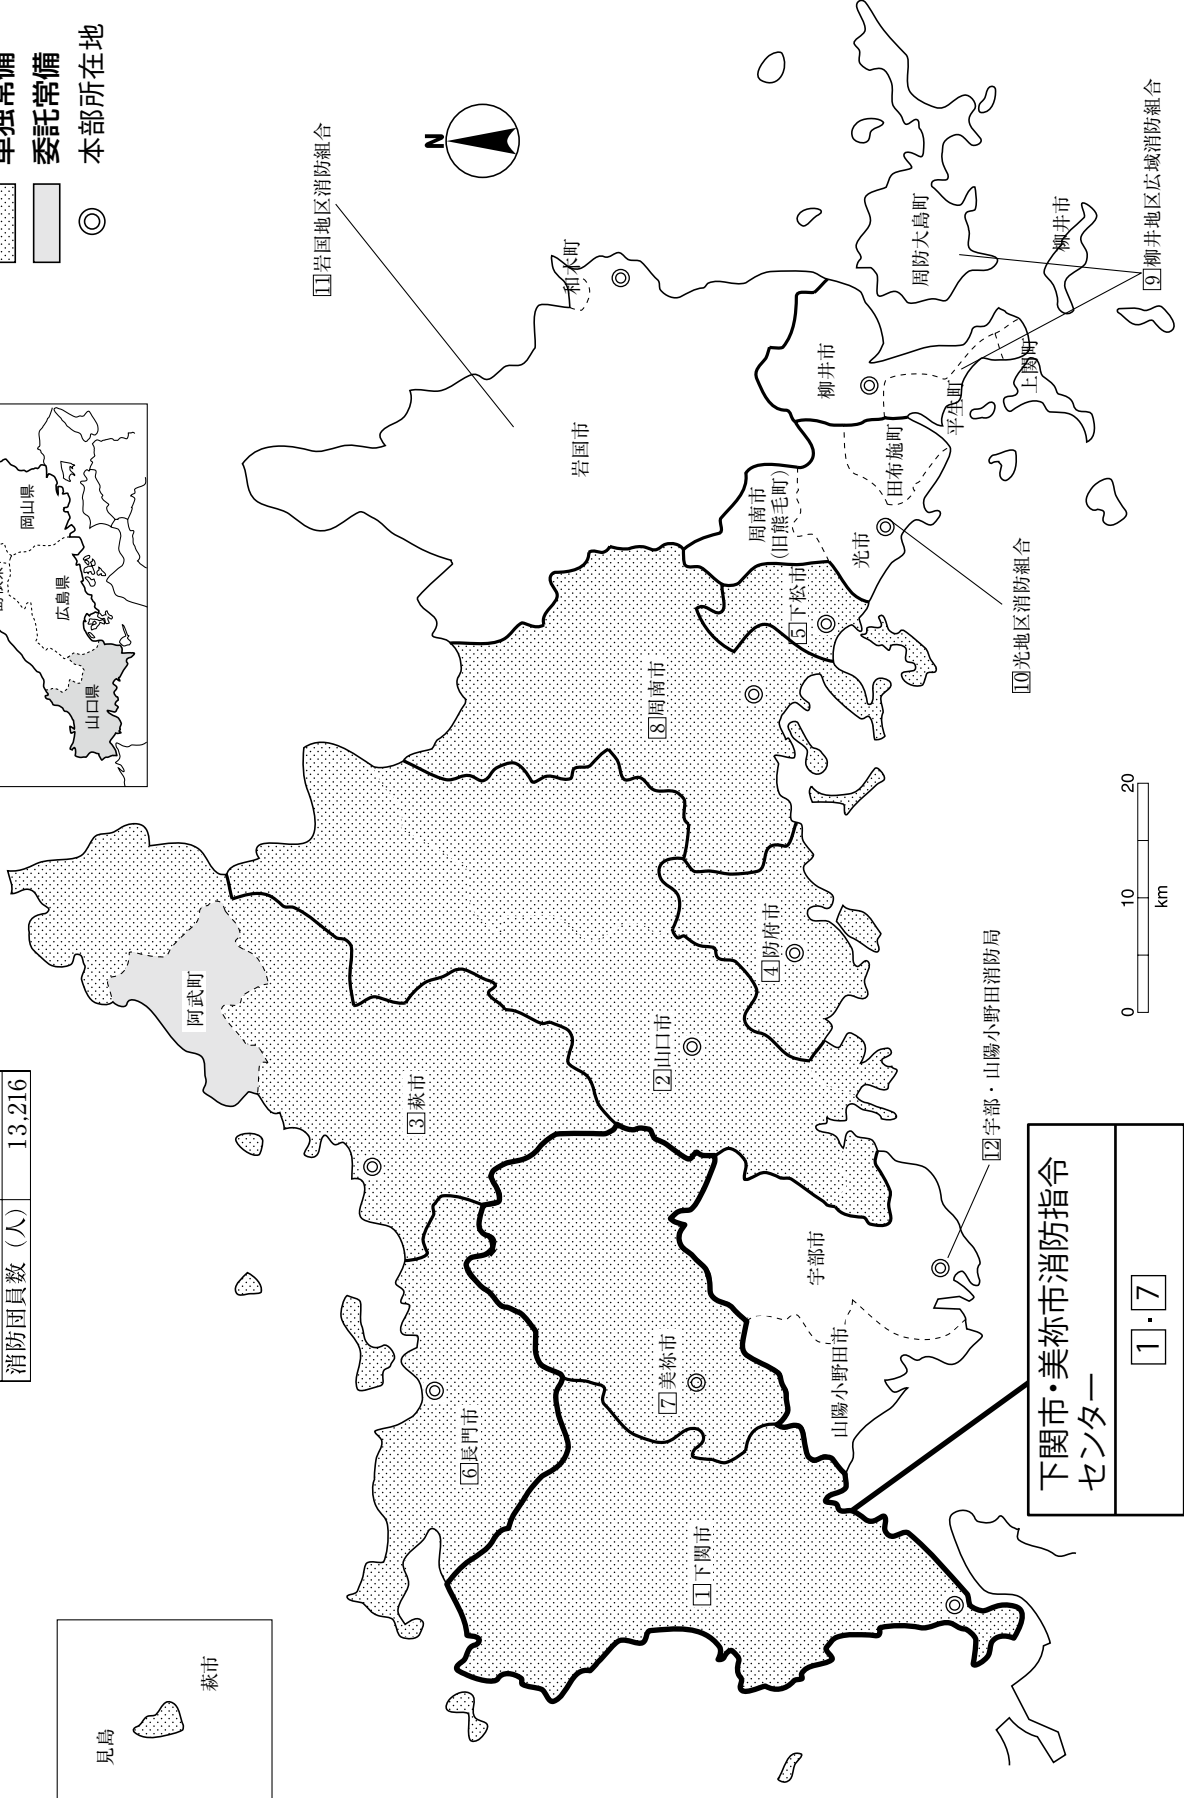 単独常備
委託常備
本部所在地
岡山県
広島県
山口県
消防団員数（人） 13,216
見島
萩市
N
11岩国地区消防組合
和木町
岩国市
阿武町
3萩市
6長門市
8周南市
周南市
(旧熊毛町)
5下松市
光市
田布施町
柳井市
平生町
上関町
周防大島町
柳井市
9柳井地区広域消防組合
10光地区消防組合
4防府市
2山口市
7美祢市
1下関市
宇部市
山陽小野田市
12宇部・山陽小野田消防局
0 10 20
km
下関市・美祢市消防指令
センター
1・7